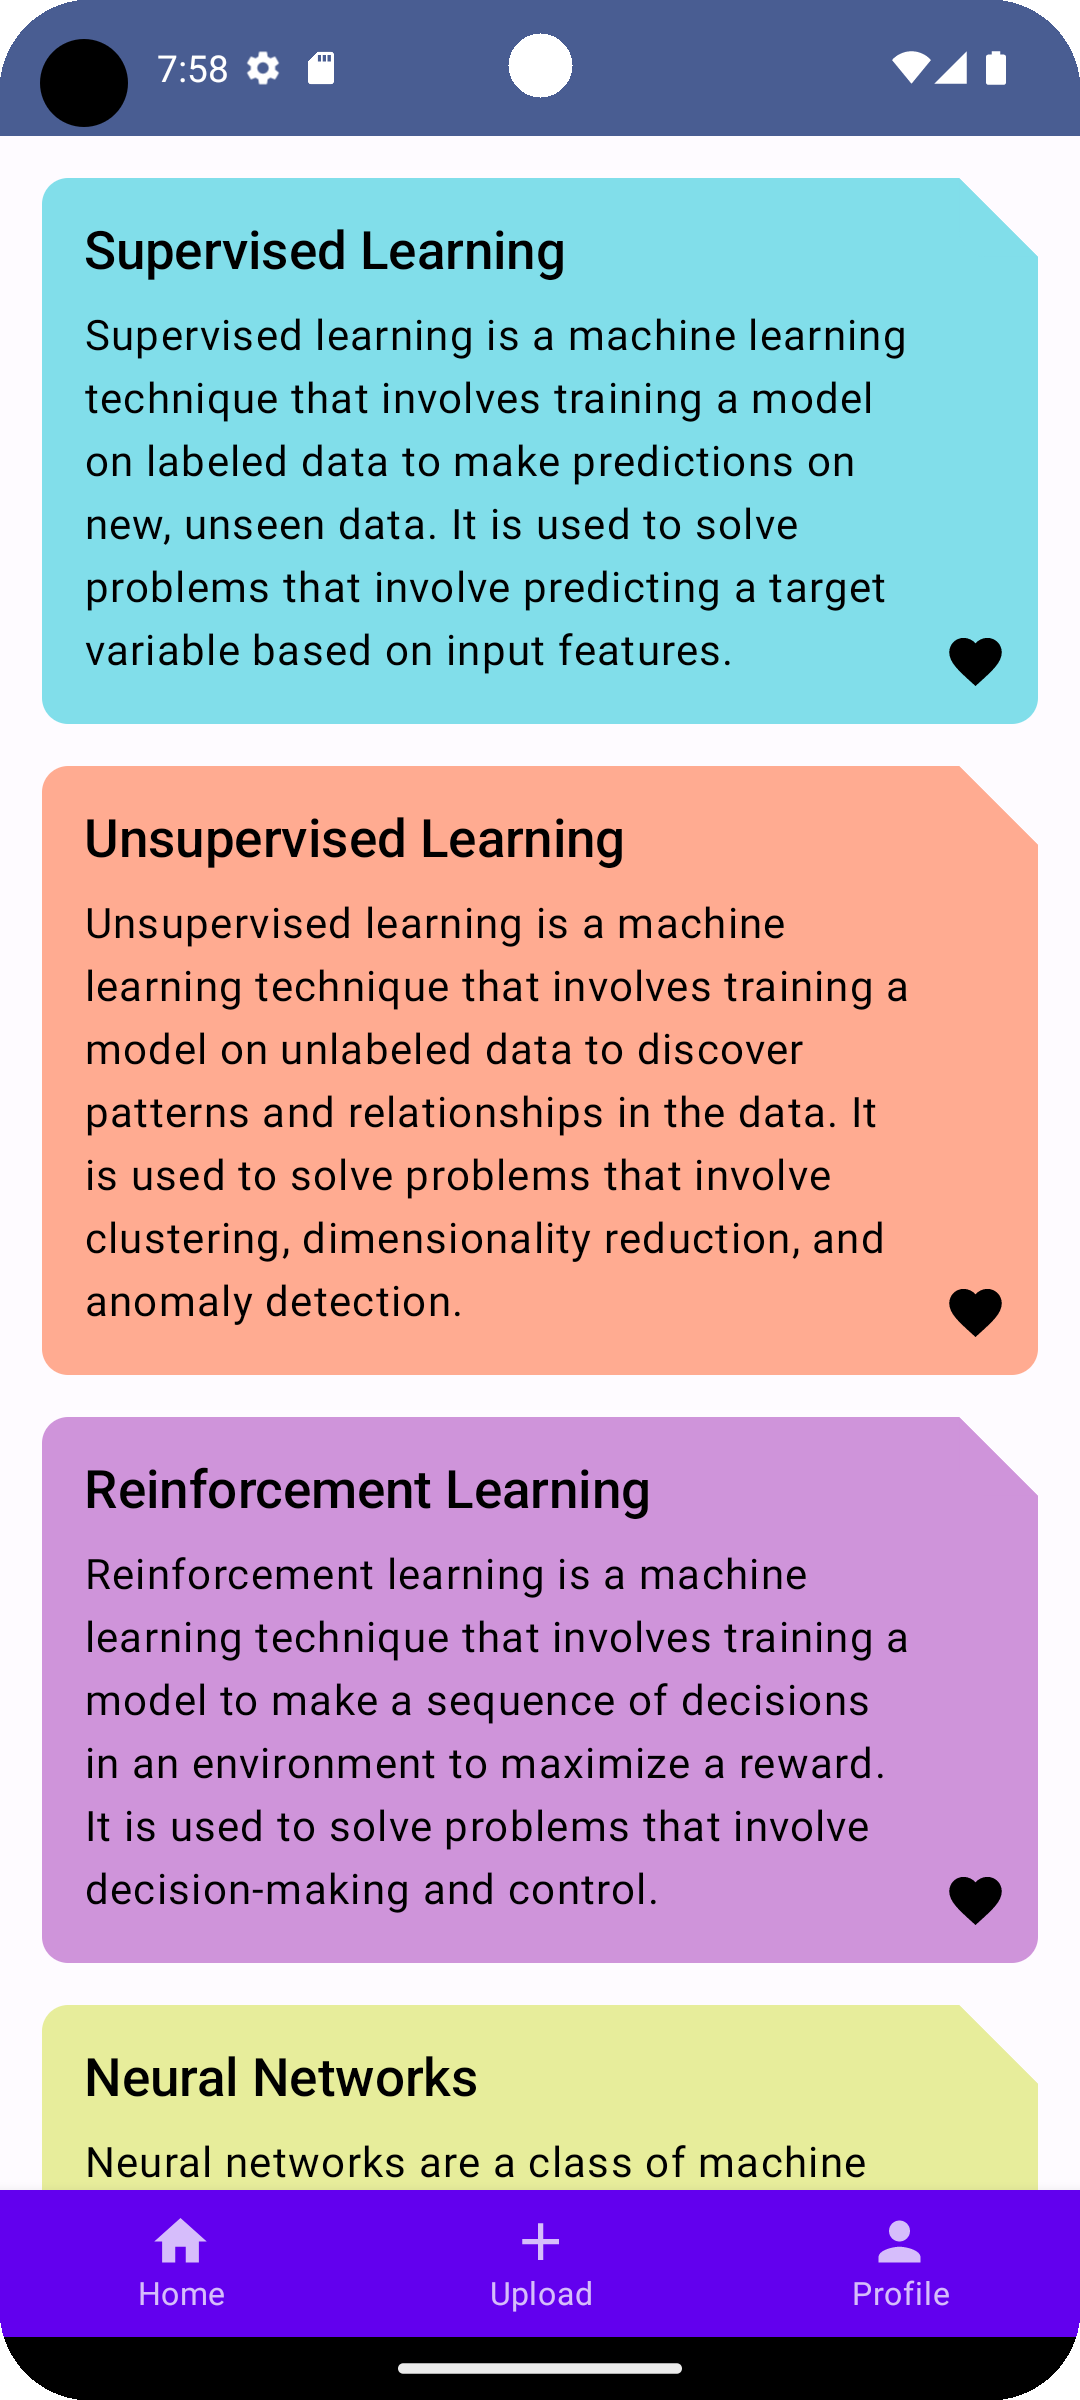 7:58
Supervised Learning
Supervised learning is a machine learning
technique that involves training a model
on labeled data to make predictions on
new, unseen data. It is used to solve
problems that involve predicting a target
variable based on input features.
Unsupervised Learning
Unsupervised learning is a machine
learning technique that involves training a
model on unlabeled data to discover
patterns and relationships in the data. It
is used to solve problems that involve
clustering, dimensionality reduction, and
anomaly detection.
Reinforcement Learning
Reinforcement learning is a machine
learning technique that involves training a
model to make a sequence of decisions
in an environment to maximize a reward.
It is used to solve problems that involve
decision-making and control.
Neural Networks
Neural networks are a class of machine
Home
Upload
Profile